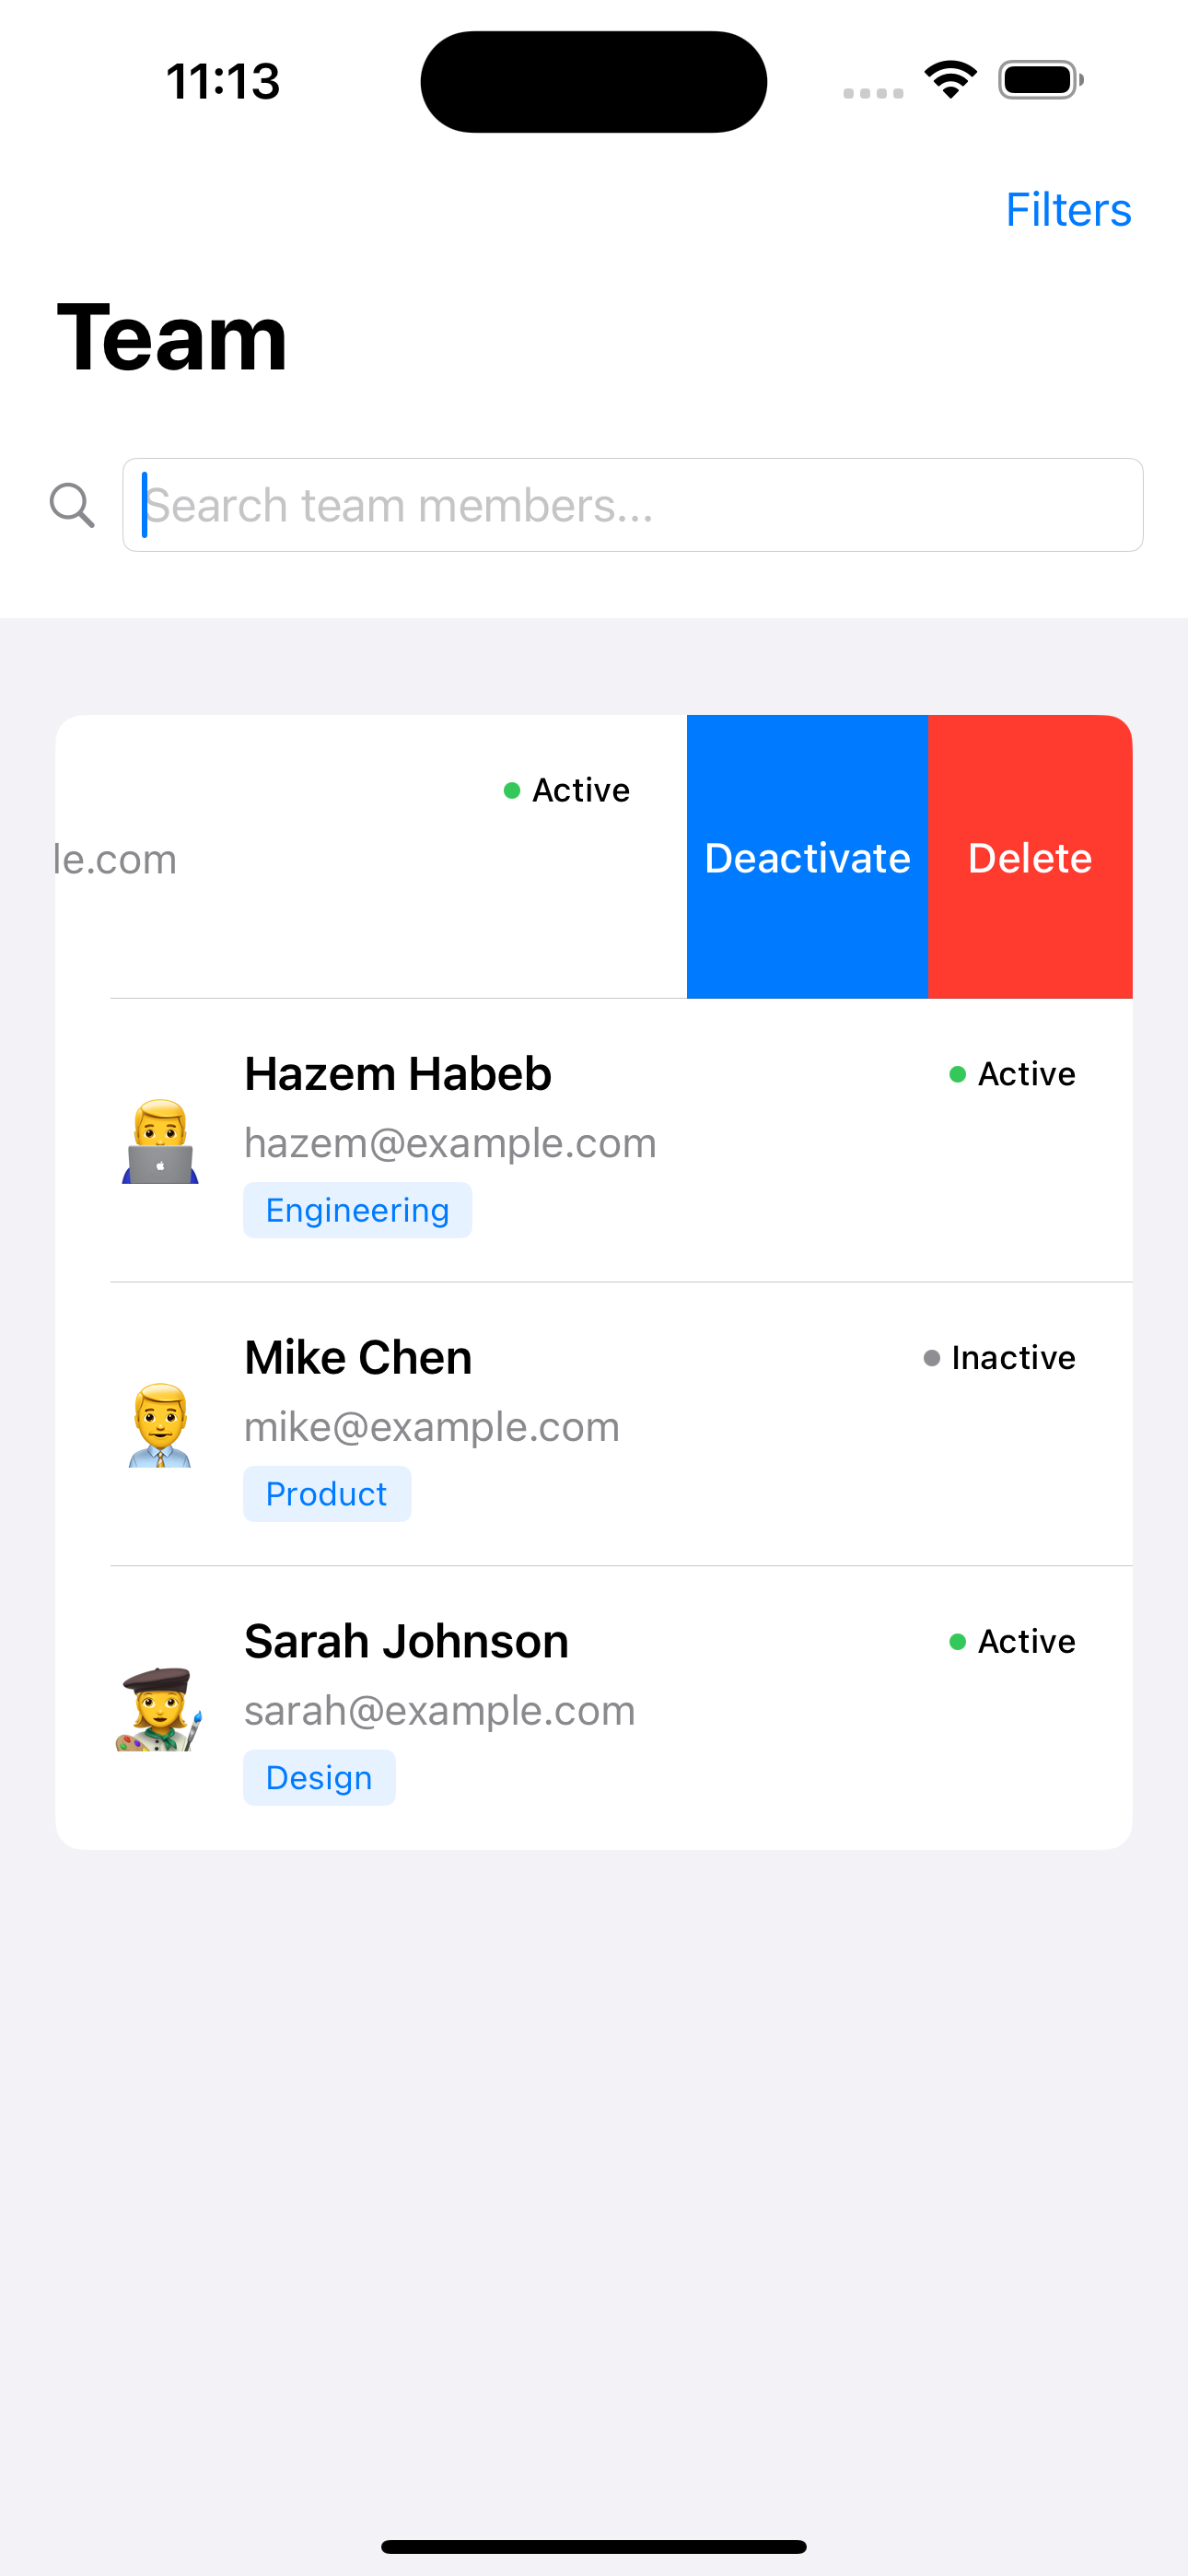 11:13
Filters
Team
Search team members...
Active
le.com
Deactivate
Delete
Hazem Habeb
Active
hazem@example.com
Engineering
Mike Chen
Inactive
mike@example.com
Product
Sarah Johnson
Active
sarah@example.com
Design